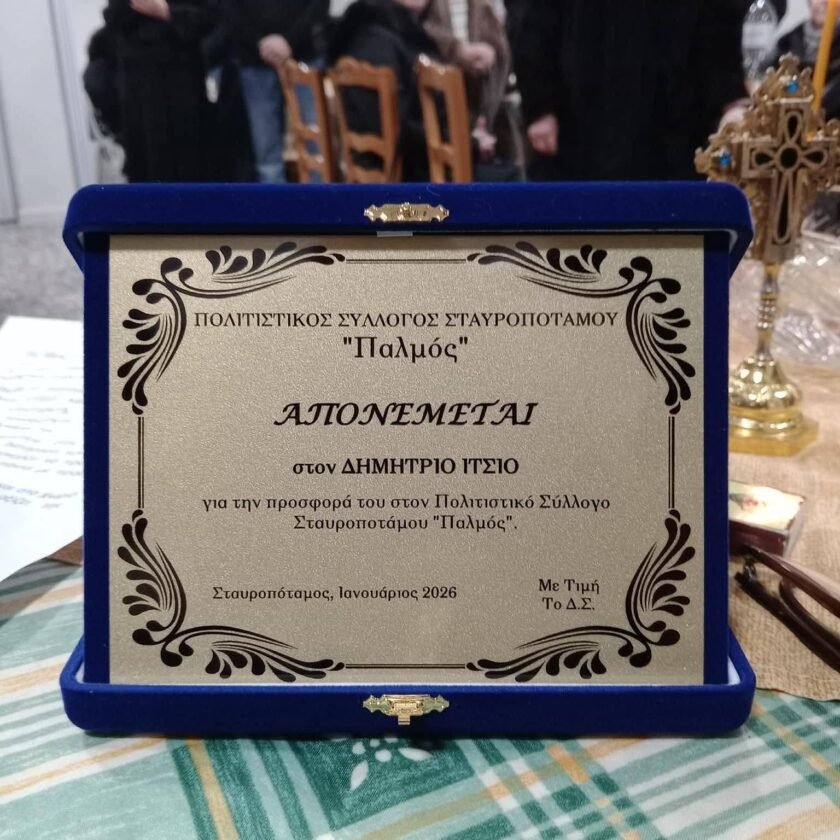 ΠΟΛΙΤΙΣΤΙΚΟΣ ΣΥΛΛΟΓΟΣ ΣΤΑΥΡΟΠΟΤΑΜΟΥ
"Παλμός"
ΑΠΟΝΕΜΕΤΑΙ
στον ΔΗΜΗΤΡΙΟ ΙΤΣΙΟ
για την προσφορά του στον Πολιτιστικό Σύλλογο
Σταυροποτάμου "Παλμός".
Σταυροπόταμος, Ιανουάριος 2026
Με Τιμή
Το Δ.Σ.